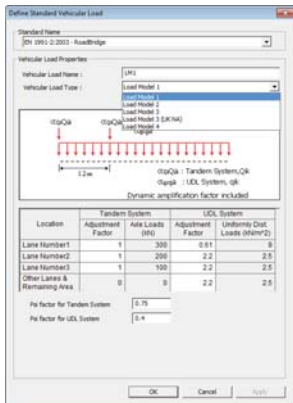 Define Standard Vehicular Load
Standard Name
EN 1991-2:2003 - RoadBridge
Vehicular Load Properties
Vehicular Load Name :
LM1
Vehicular Load Type :
Load Model 1
Load Model 1
Load Model 2
Load Model 3
Load Model 3 (UK NA)
Load Model 4
αQiQik αQiQik
αqiqik
1.2 m
αQiQik : Tandem System,Qik
αqiqik : UDL System, qik
Dynamic amplification factor included
Location Tandem System UDL System
Adjustment Factor Axle Loads (kN) Adjustment Factor Uniformly Dist. Loads (kN/m^2)
Lane Number1 1 300 0.61 9
Lane Number2 1 200 2.2 2.5
Lane Number3 1 100 2.2 2.5
Other Lanes & Remaining Area 0 0 2.2 2.5
Psi factor for Tandem System 0.75
Psi factor for UDL System 0.4
OK Cancel Apply